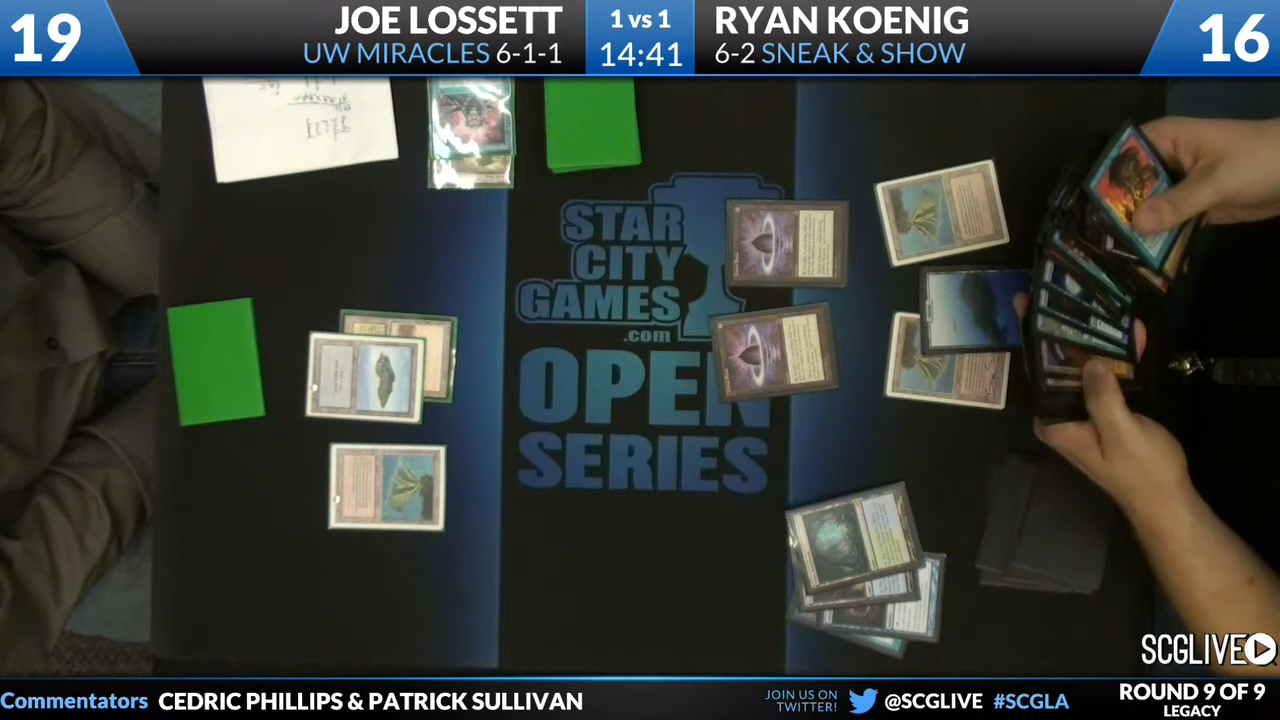 19
JOE LOSSETT
UW MIRACLES 6-1-1
1 vs 1
14:41
RYAN KOENIG
6-2 SNEAK & SHOW
16
STAR
CITY
GAMES
.com
OPEN
SERIES
SCGLIVE
Commentators CEDRIC PHILLIPS & PATRICK SULLIVAN
JOIN US ON
TWITTER!
@SCGLIVE #SCGLA
ROUND 9 OF 9
LEGACY